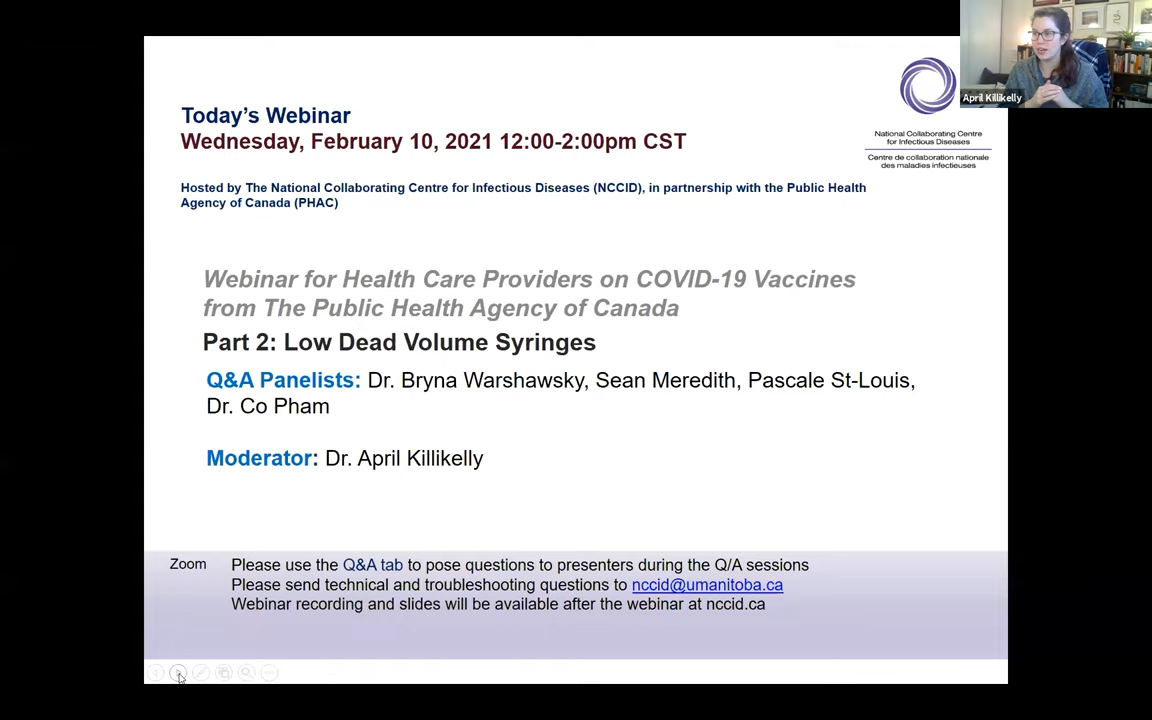 April Killikelly
National Collaborating Centre
for Infectious Diseases
Centre de collaboration nationale
des maladies infectieuses
Today's Webinar
Wednesday, February 10, 2021 12:00-2:00pm CST
Hosted by The National Collaborating Centre for Infectious Diseases (NCCID), in partnership with the Public Health
Agency of Canada (PHAC)
Webinar for Health Care Providers on COVID-19 Vaccines
from The Public Health Agency of Canada
Part 2: Low Dead Volume Syringes
Q&A Panelists: Dr. Bryna Warshawsky, Sean Meredith, Pascale St-Louis,
Dr. Co Pham
Moderator: Dr. April Killikelly
Zoom
Please use the Q&A tab to pose questions to presenters during the Q/A sessions
Please send technical and troubleshooting questions to nccid@umanitoba.ca
Webinar recording and slides will be available after the webinar at nccid.ca